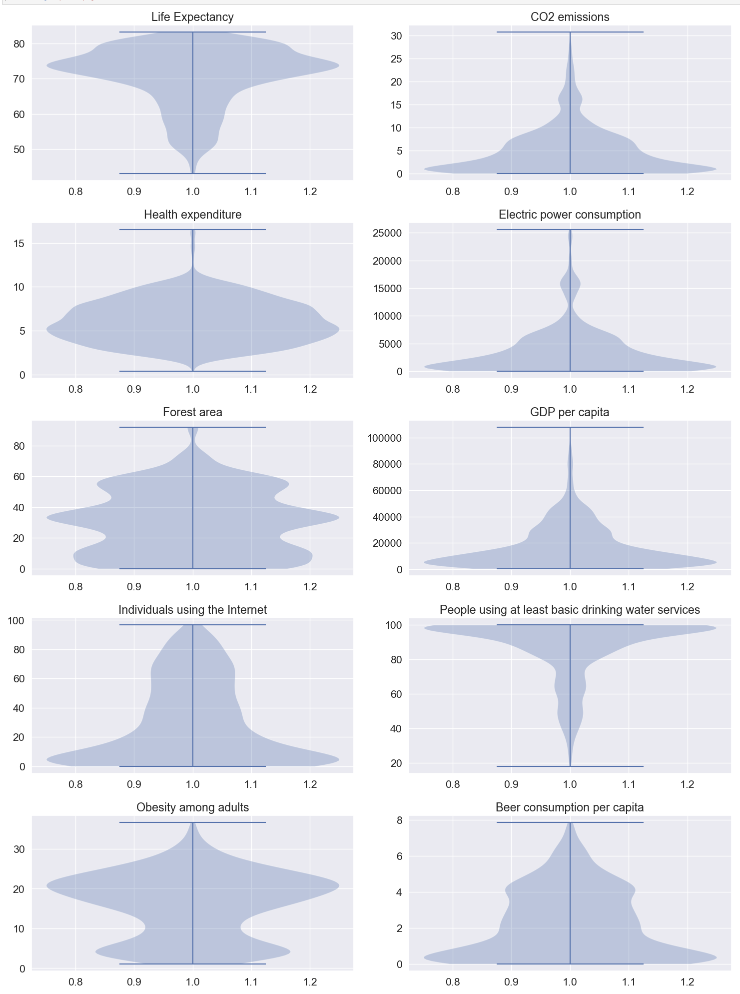 Life Expectancy
80
70
60
50
0.8 0.9 1.0 1.1 1.2
CO2 emissions
30
25
20
15
10
5
0
0.8 0.9 1.0 1.1 1.2
Health expenditure
15
10
5
0
0.8 0.9 1.0 1.1 1.2
Electric power consumption
25000
20000
15000
10000
5000
0
0.8 0.9 1.0 1.1 1.2
Forest area
80
60
40
20
0
0.8 0.9 1.0 1.1 1.2
GDP per capita
100000
80000
60000
40000
20000
0
0.8 0.9 1.0 1.1 1.2
Individuals using the Internet
100
80
60
40
20
0
0.8 0.9 1.0 1.1 1.2
People using at least basic drinking water services
100
80
60
40
20
0.8 0.9 1.0 1.1 1.2
Obesity among adults
30
20
10
0
0.8 0.9 1.0 1.1 1.2
Beer consumption per capita
8
6
4
2
0
0.8 0.9 1.0 1.1 1.2